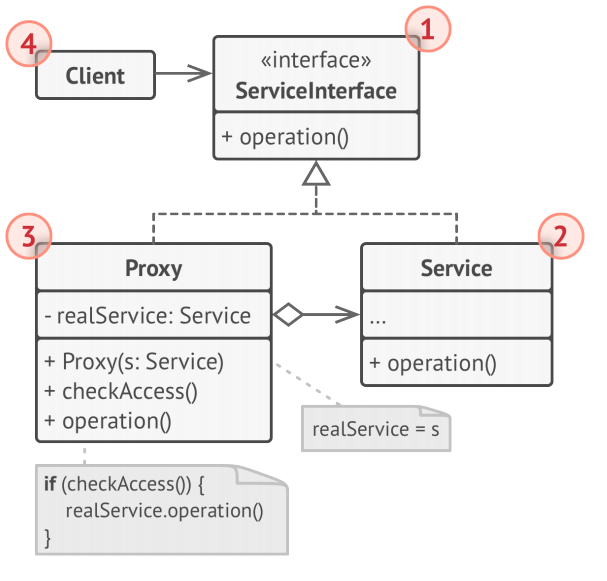 4
Client
1
«interface»
ServiceInterface
+ operation()
3
Proxy
- realService: Service
+ Proxy(s: Service)
+ checkAccess()
+ operation()
2
Service
...
+ operation()
realService = s
if (checkAccess()) {
realService.operation()
}